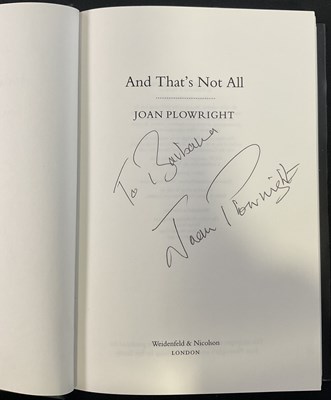 And That's Not All
JOAN PLOWRIGHT
To Barbara
Joan Plowright
Weidenfeld & Nicolson
LONDON